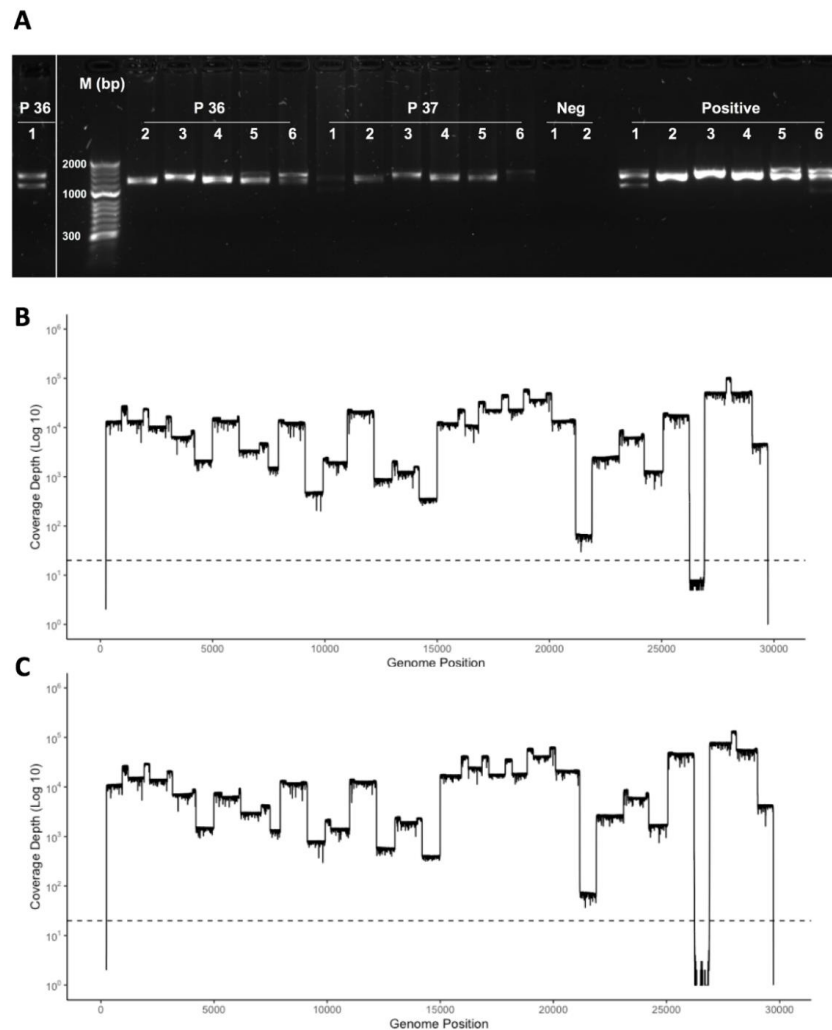 A
M (bp)
P 36 P 36 P 37 Neg Positive
1 2 3 4 5 6 1 2 3 4 5 6 1 2 1 2 3 4 5 6
2000
1000
300
B
10⁶
10⁵
10⁴
10³
10²
10¹
10⁰
Coverage Depth (Log 10)
0 5000 10000 15000 20000 25000 30000
Genome Position
C
10⁶
10⁵
10⁴
10³
10²
10¹
10⁰
Coverage Depth (Log 10)
0 5000 10000 15000 20000 25000 30000
Genome Position